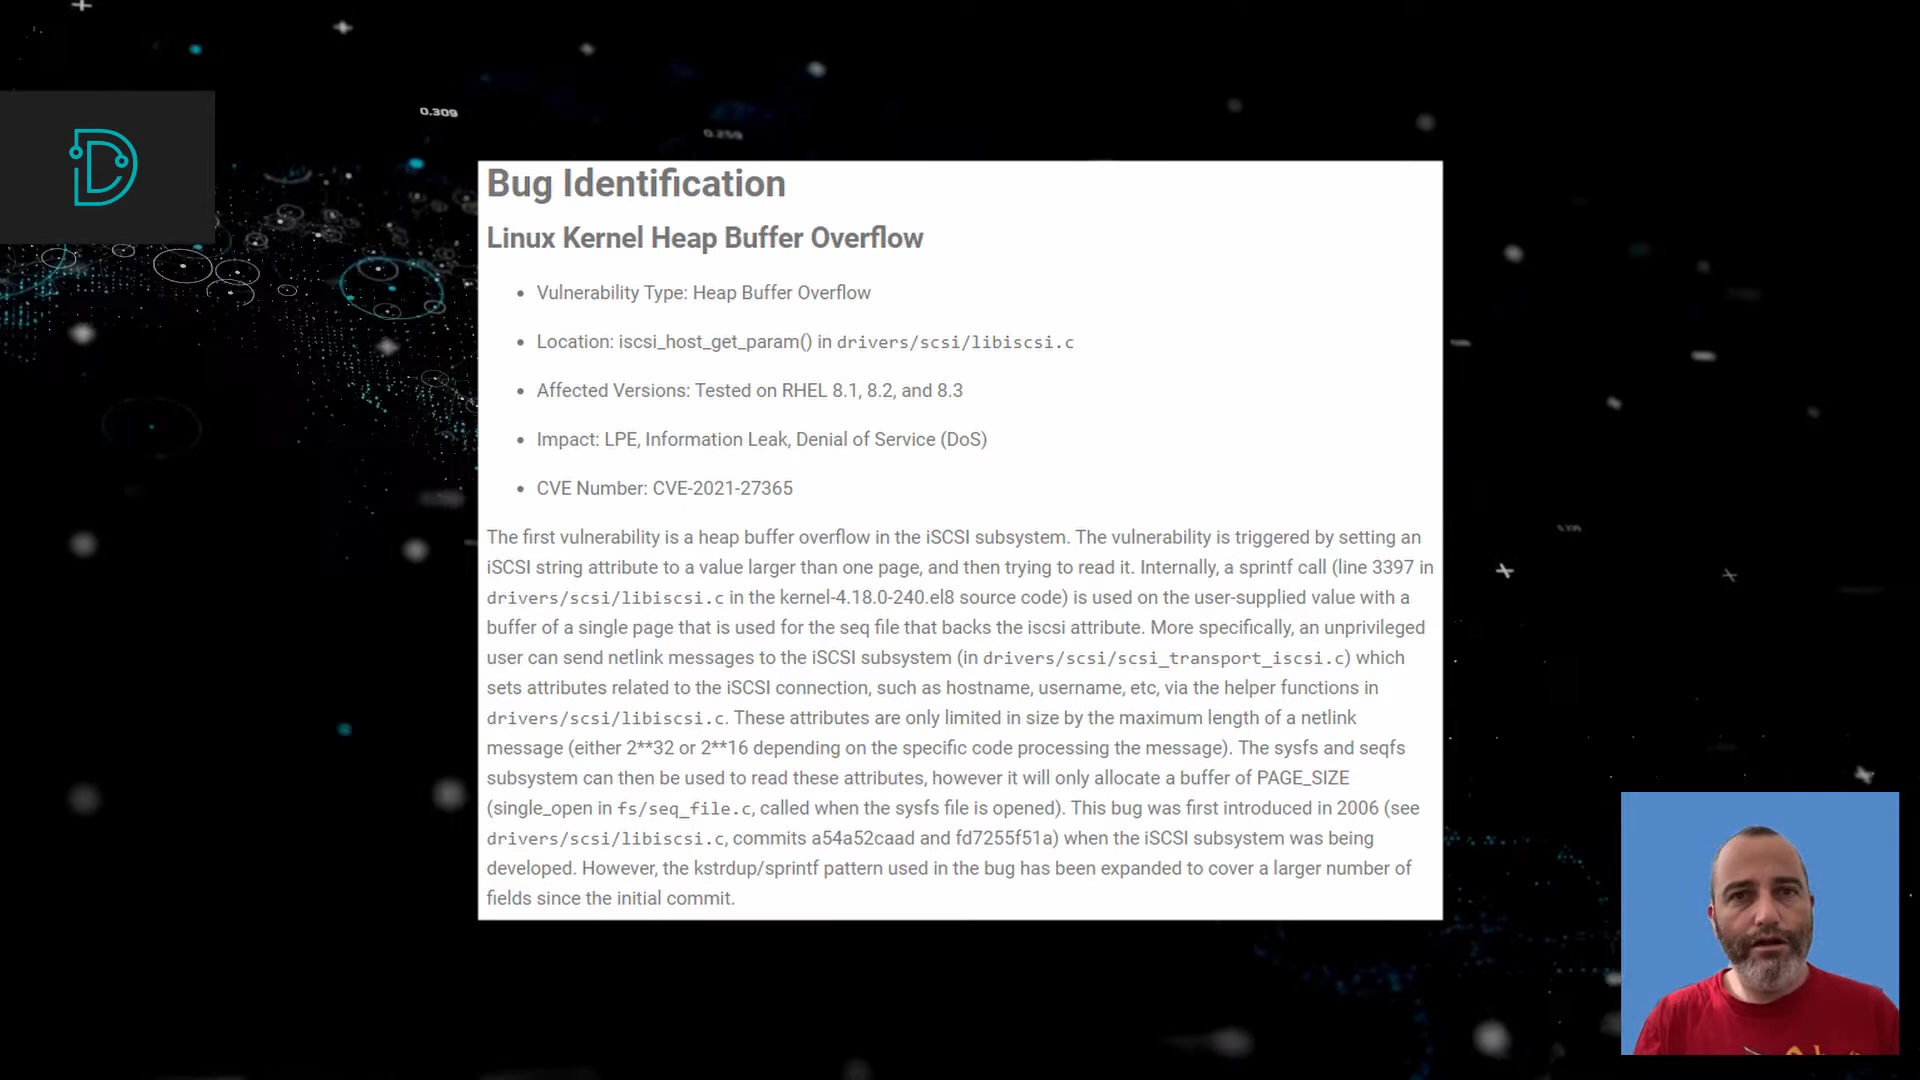 0.309
0.259
Bug Identification
Linux Kernel Heap Buffer Overflow
• Vulnerability Type: Heap Buffer Overflow
• Location: iscsi_host_get_param() in drivers/scsi/libiscsi.c
• Affected Versions: Tested on RHEL 8.1, 8.2, and 8.3
• Impact: LPE, Information Leak, Denial of Service (DoS)
• CVE Number: CVE-2021-27365
The first vulnerability is a heap buffer overflow in the iSCSI subsystem. The vulnerability is triggered by setting an
iSCSI string attribute to a value larger than one page, and then trying to read it. Internally, a sprintf call (line 3397 in
drivers/scsi/libiscsi.c in the kernel-4.18.0-240.el8 source code) is used on the user-supplied value with a
buffer of a single page that is used for the seq file that backs the iscsi attribute. More specifically, an unprivileged
user can send netlink messages to the iSCSI subsystem (in drivers/scsi/scsi_transport_iscsi.c) which
sets attributes related to the iSCSI connection, such as hostname, username, etc, via the helper functions in
drivers/scsi/libiscsi.c. These attributes are only limited in size by the maximum length of a netlink
message (either 2**32 or 2**16 depending on the specific code processing the message). The sysfs and seqfs
subsystem can then be used to read these attributes, however it will only allocate a buffer of PAGE_SIZE
(single_open in fs/seq_file.c, called when the sysfs file is opened). This bug was first introduced in 2006 (see
drivers/scsi/libiscsi.c, commits a54a52caad and fd7255f51a) when the iSCSI subsystem was being
developed. However, the kstrdup/sprintf pattern used in the bug has been expanded to cover a larger number of
fields since the initial commit.